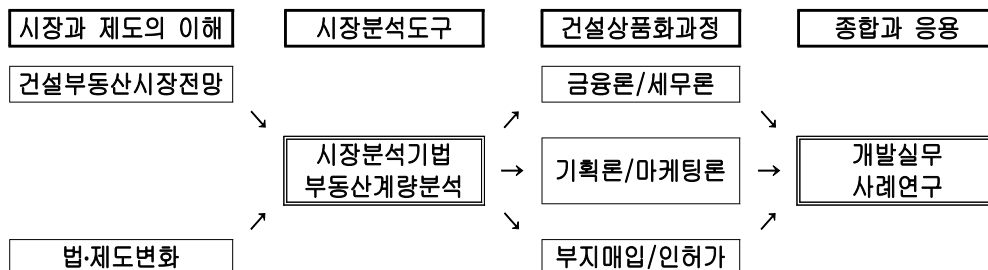 시장과 제도의 이해
시장분석도구
건설상품화과정
종합과 응용
건설부동산시장전망
금융론/세무론
시장분석기법
부동산계량분석
기획론/마케팅론
개발실무
사례연구
법·제도변화
부지매입/인허가